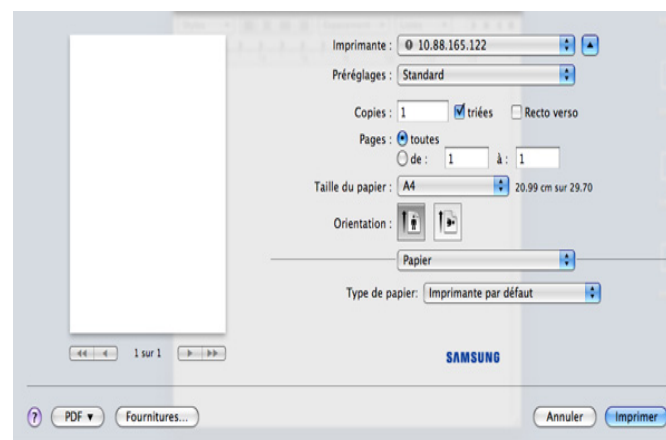 Imprimante : 10.88.165.122
Préréglages : Standard
Copies : 1 triées Recto verso
Pages : toutes
de : 1 à : 1
Taille du papier : A4 20.99 cm sur 29.70
Orientation :
Papier
Type de papier: Imprimante par défaut
1 sur 1
SAMSUNG
? PDF Fournitures... Annuler Imprimer